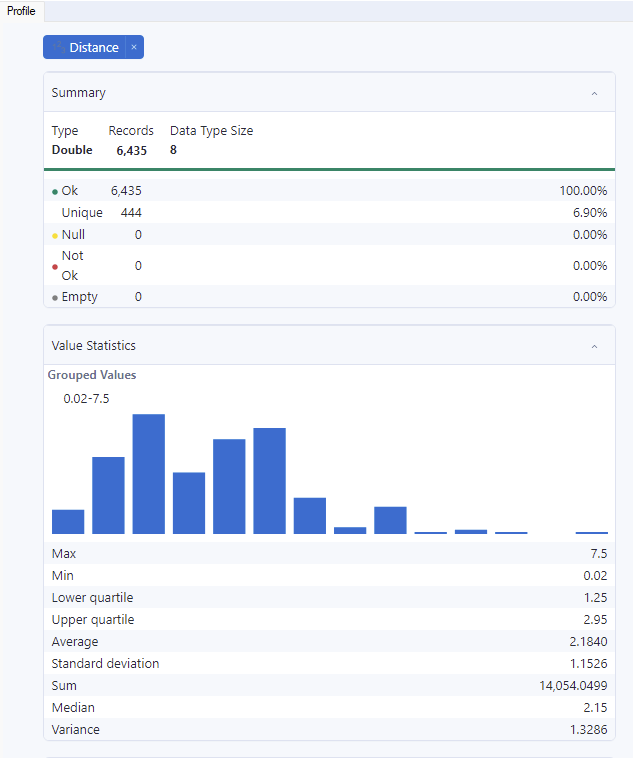 Profile
Distance ×
Summary
Type Records Data Type Size
Double 6,435 8
Ok 6,435 100.00%
Unique 444 6.90%
Null 0 0.00%
Not
Ok 0 0.00%
Empty 0 0.00%
Value Statistics
Grouped Values
0.02-7.5
Max 7.5
Min 0.02
Lower quartile 1.25
Upper quartile 2.95
Average 2.1840
Standard deviation 1.1526
Sum 14,054.0499
Median 2.15
Variance 1.3286